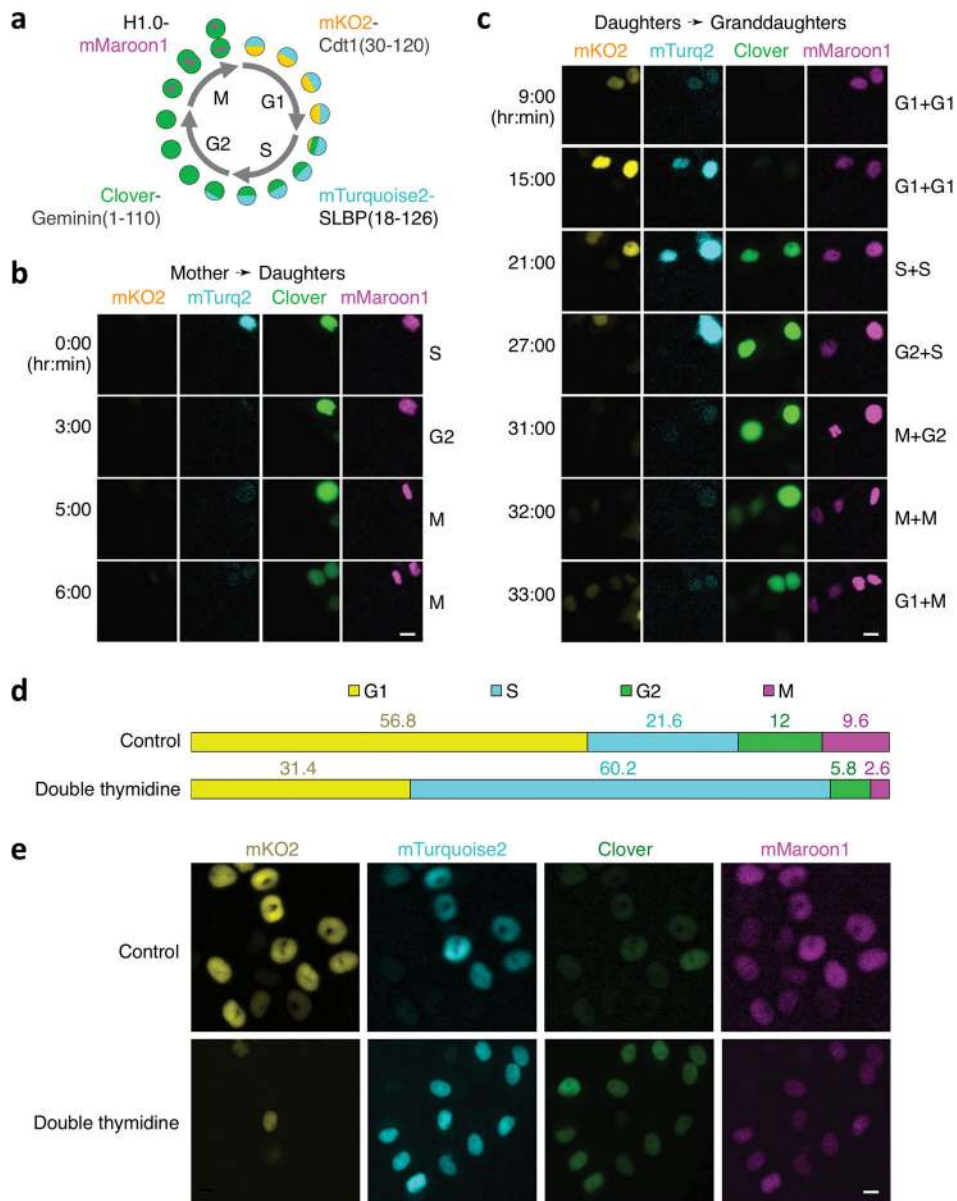 a
H1.0-
mMaroon1
mKO2-
Cdt1(30-120)
M
G1
G2
S
Clover-
Geminin(1-110)
mTurquoise2-
SLBP(18-126)
b
Mother → Daughters
mKO2 mTurq2 Clover mMaroon1
0:00
(hr:min)
S
3:00
G2
5:00
M
6:00
M
c
Daughters → Granddaughters
mKO2 mTurq2 Clover mMaroon1
9:00
(hr:min)
G1+G1
15:00
G1+G1
21:00
S+S
27:00
G2+S
31:00
M+G2
32:00
M+M
33:00
G1+M
d
G1 S G2 M
56.8 21.6 12 9.6
Control
31.4 60.2 5.8 2.6
Double thymidine
e
mKO2 mTurquoise2 Clover mMaroon1
Control
Double thymidine